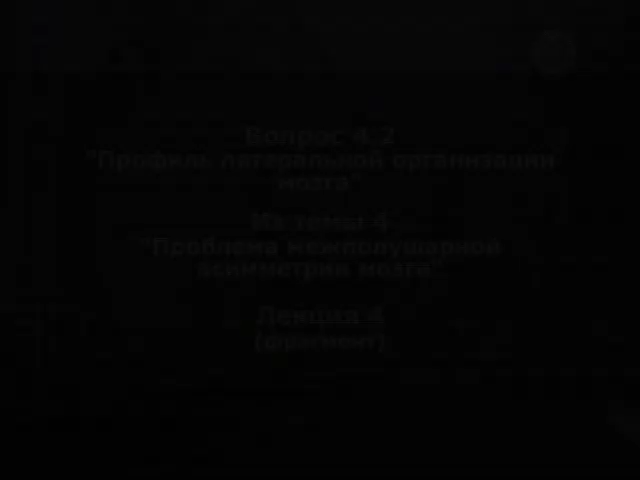 Вопрос 4.2
"Профиль латеральной организации
мозга"
Из темы 4
"Проблема межполушарной
асимметрии мозга"
Лекция 4
(фрагмент)